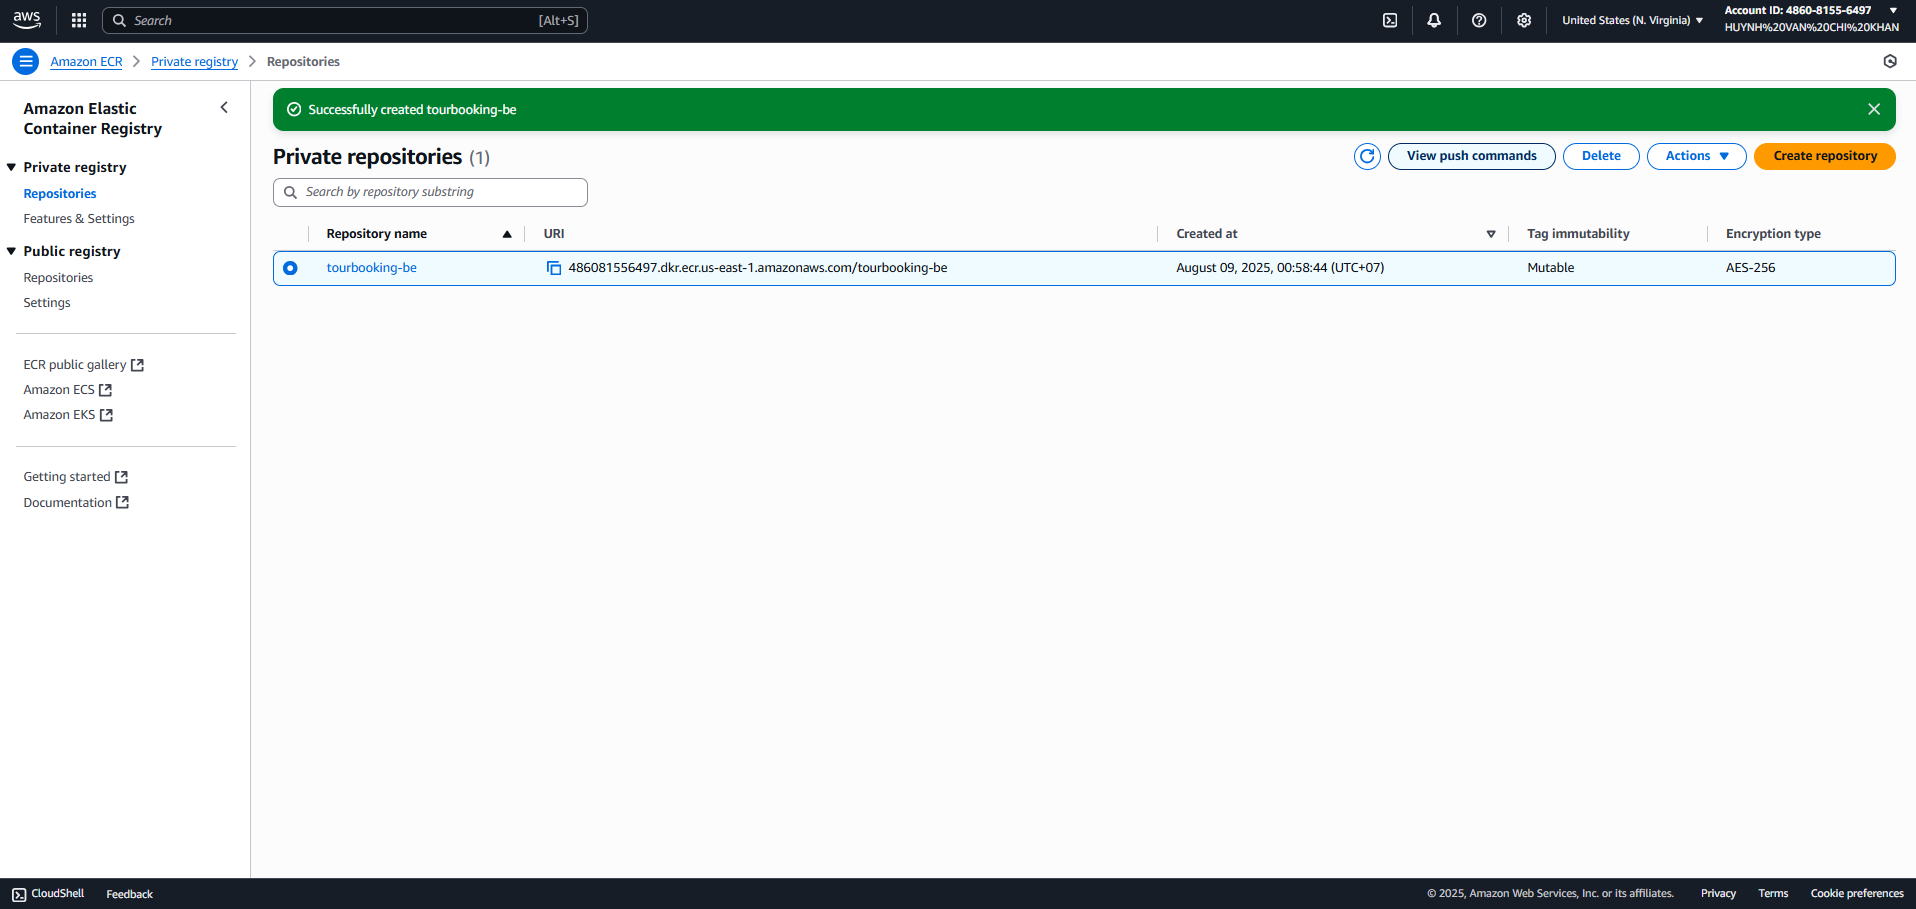 aws
Search
[Alt+S]
United States (N. Virginia)
Account ID: 4860-8155-6497
HUYNH%20VAN%20CHI%20KHAN
Amazon ECR
Private registry
Repositories
Amazon Elastic
Container Registry
Private registry
Repositories
Features & Settings
Public registry
Repositories
Settings
ECR public gallery
Amazon ECS
Amazon EKS
Getting started
Documentation
Successfully created tourbooking-be
Private repositories (1)
View push commands
Delete
Actions
Create repository
Search by repository substring
Repository name
URI
Created at
Tag immutability
Encryption type
tourbooking-be
486081556497.dkr.ecr.us-east-1.amazonaws.com/tourbooking-be
August 09, 2025, 00:58:44 (UTC+07)
Mutable
AES-256
CloudShell
Feedback
© 2025, Amazon Web Services, Inc. or its affiliates.
Privacy
Terms
Cookie preferences